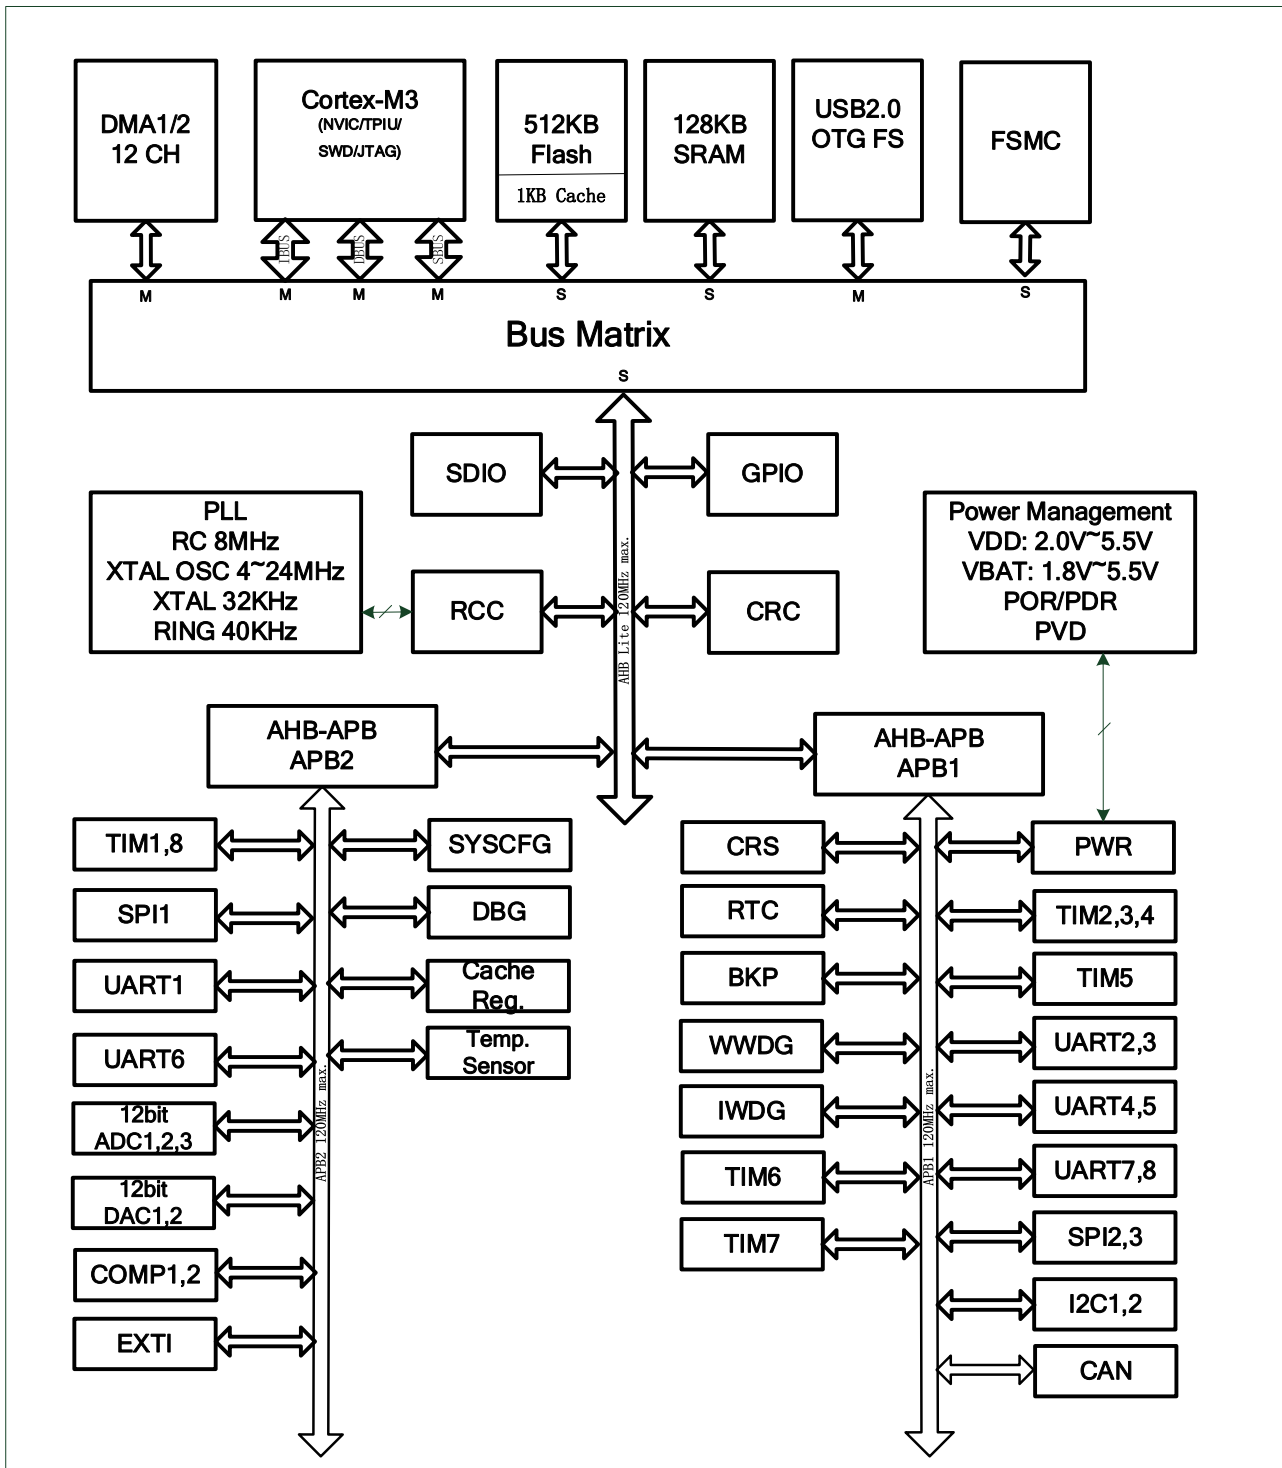 DMA1/2
12 CH
Cortex-M3
(NVIC/TPIU/
SWD/JTAG)
512KB
Flash
1KB Cache
128KB
SRAM
USB2.0
OTG FS
FSMC
IBUS
DBUS
SBUS
M
M
M
M
S
S
M
S
Bus Matrix
S
SDIO
GPIO
PLL
RC 8MHz
XTAL OSC 4~24MHz
XTAL 32KHz
RING 40KHz
RCC
CRC
AHB Lite 120MHz max.
Power Management
VDD: 2.0V~5.5V
VBAT: 1.8V~5.5V
POR/PDR
PVD
AHB-APB
APB2
AHB-APB
APB1
TIM1,8
SYSCFG
SPI1
DBG
UART1
Cache
Reg.
UART6
Temp.
Sensor
12bit
ADC1,2,3
12bit
DAC1,2
COMP1,2
EXTI
APB2 120MHz max.
CRS
PWR
RTC
TIM2,3,4
BKP
TIM5
WWDG
UART2,3
IWDG
UART4,5
TIM6
UART7,8
TIM7
SPI2,3
I2C1,2
CAN
APB1 120MHz max.